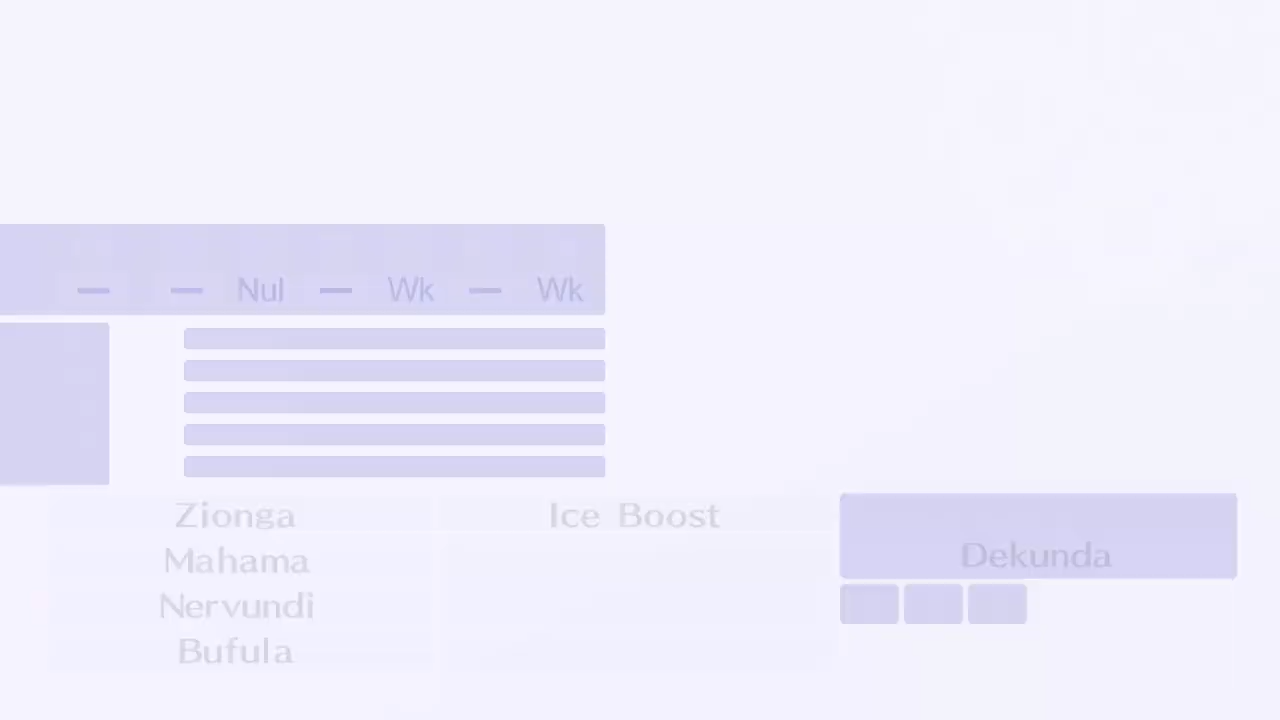 — — Nul — Wk — Wk
Zionga Ice Boost
Mahama Dekunda
Nervundi
Bufula